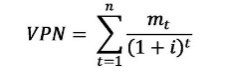 VPN = \sum_{t=1}^{n} \frac{m_t}{(1+i)^t}